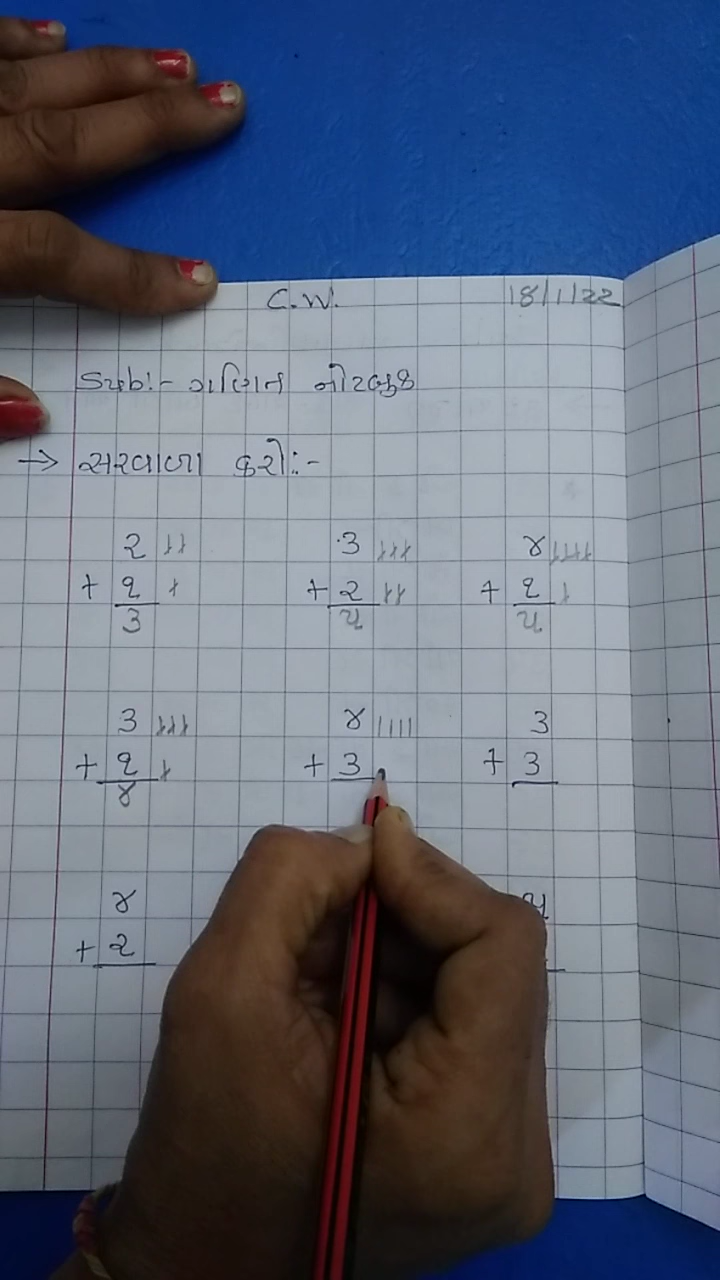 C.W. 18/1/22
Sub:- ગણિત નોટબુક
→ સરવાળા કરો:-
૨ ૩ ૪
+ ૧ + ૨ + ૧
૩ ૫ ૫
૩ ૪ ૩
+ ૧ + ૩ + ૩
૪
૪
+ ૨